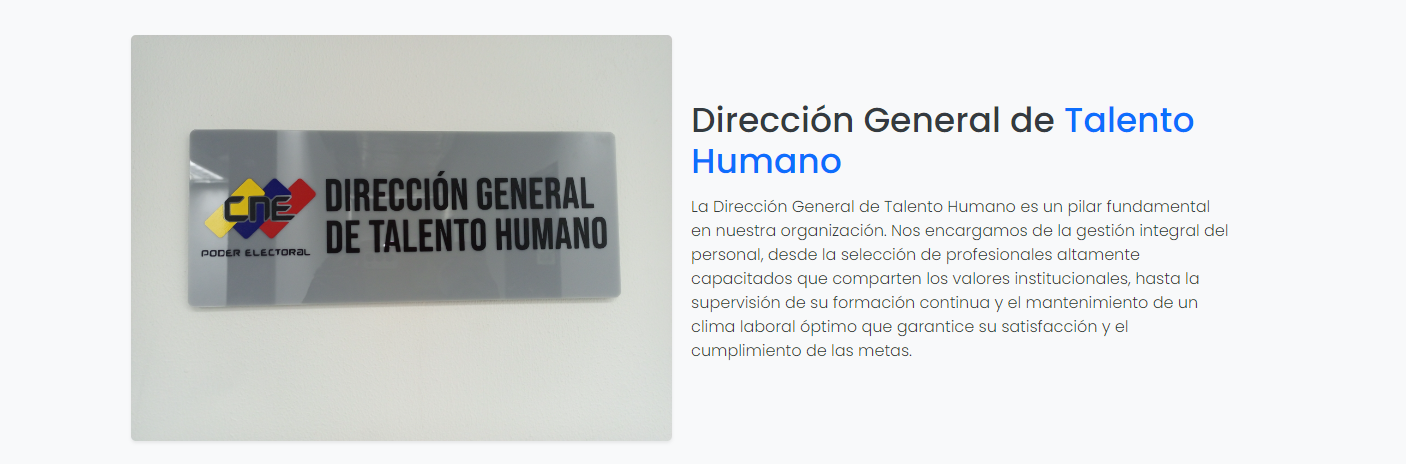 CNE
PODER ELECTORAL
DIRECCIÓN GENERAL
DE TALENTO HUMANO
Dirección General de Talento
Humano
La Dirección General de Talento Humano es un pilar fundamental
en nuestra organización. Nos encargamos de la gestión integral del
personal, desde la selección de profesionales altamente
capacitados que comparten los valores institucionales, hasta la
supervisión de su formación continua y el mantenimiento de un
clima laboral óptimo que garantice su satisfacción y el
cumplimiento de las metas.